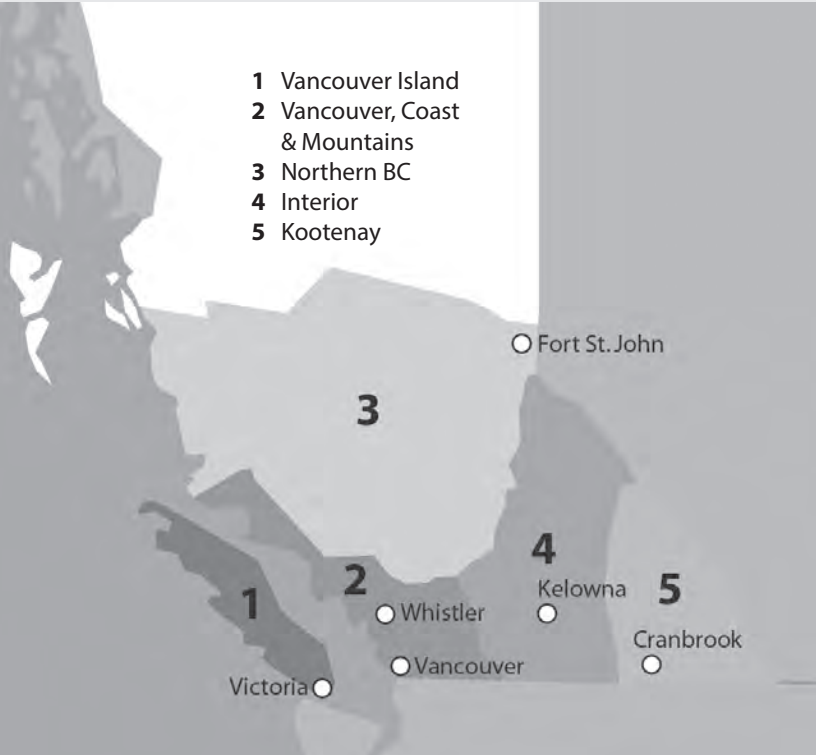 1 Vancouver Island
2 Vancouver, Coast
& Mountains
3 Northern BC
4 Interior
5 Kootenay
Fort St. John
3
4
2
5
Kelowna
1
Whistler
Cranbrook
Vancouver
Victoria